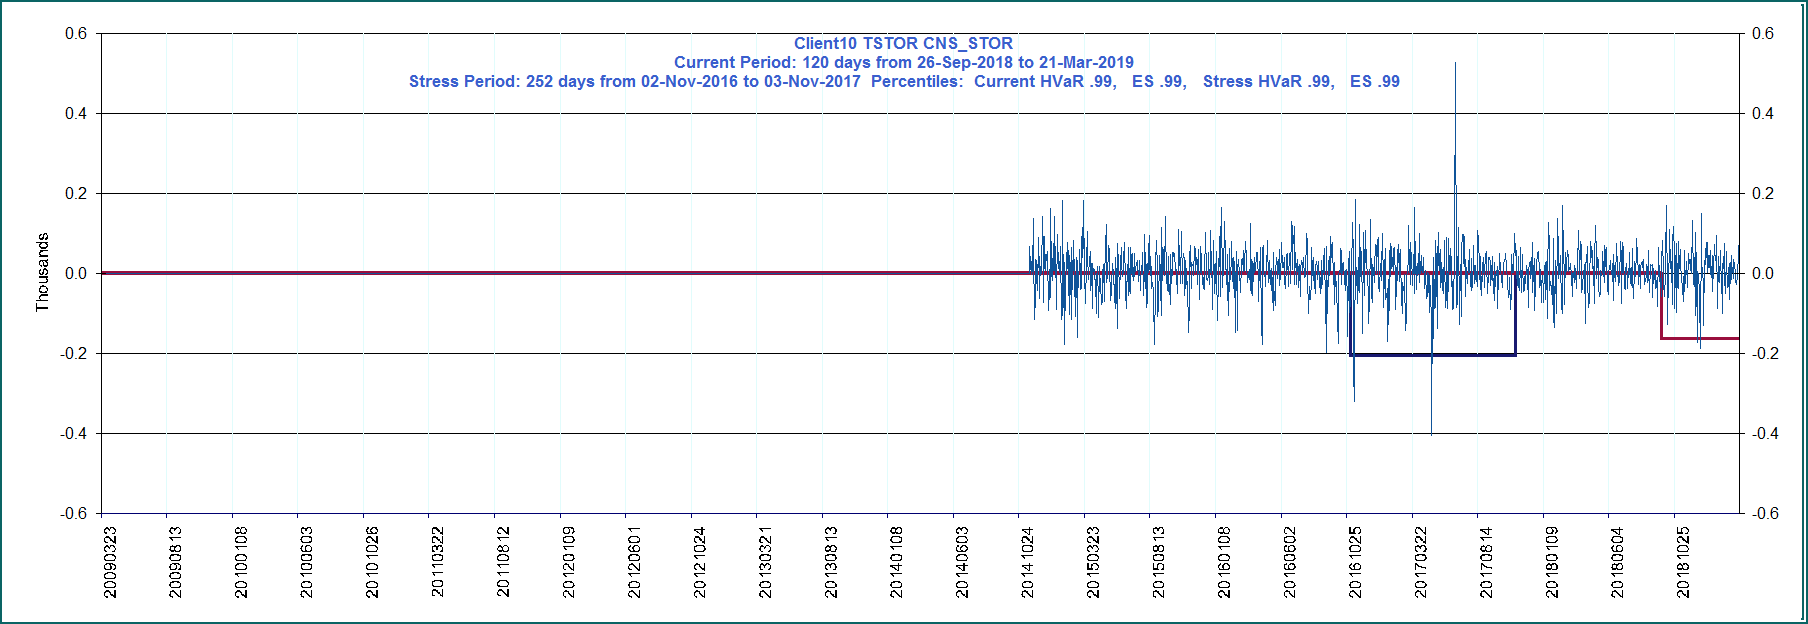 Client10 TSTOR CNS_STOR
Current Period: 120 days from 26-Sep-2018 to 21-Mar-2019
Stress Period: 252 days from 02-Nov-2016 to 03-Nov-2017  Percentiles:  Current HVaR .99,   ES .99,   Stress HVaR .99,   ES .99
0.6 0.6
0.4 0.4
0.2 0.2
0.0 0.0
-0.2 -0.2
-0.4 -0.4
-0.6 -0.6
Thousands
20090323 20090813 20100108 20100603 20101026 20110322 20110812 20120109 20120601 20121024 20130321 20130813 20140108 20140603 20141024 20150323 20150813 20160108 20160602 20161025 20170322 20170814 20180109 20180604 20181025